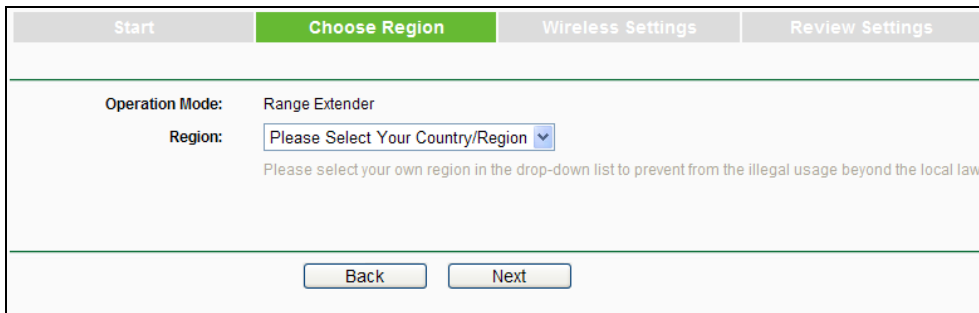 Start Choose Region Wireless Settings Review Settings
Operation Mode: Range Extender
Region: Please Select Your Country/Region
Please select your own region in the drop-down list to prevent from the illegal usage beyond the local law
Back Next